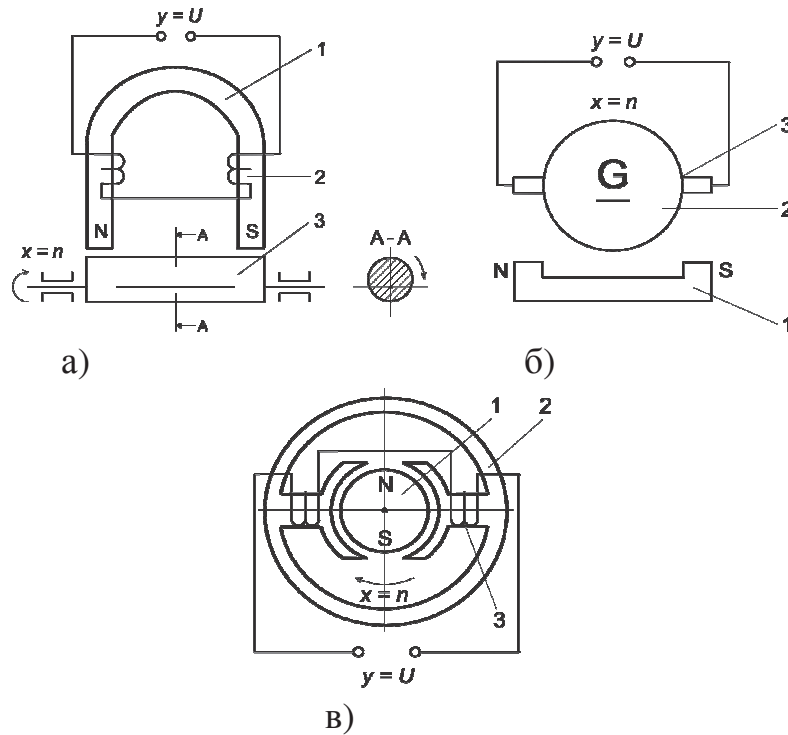 y = U
1
2
N
S
A
3
x = n
A
A-A
а)
y = U
x = n
3
G
2
N
S
1
б)
1
2
N
S
x = n
3
y = U
в)